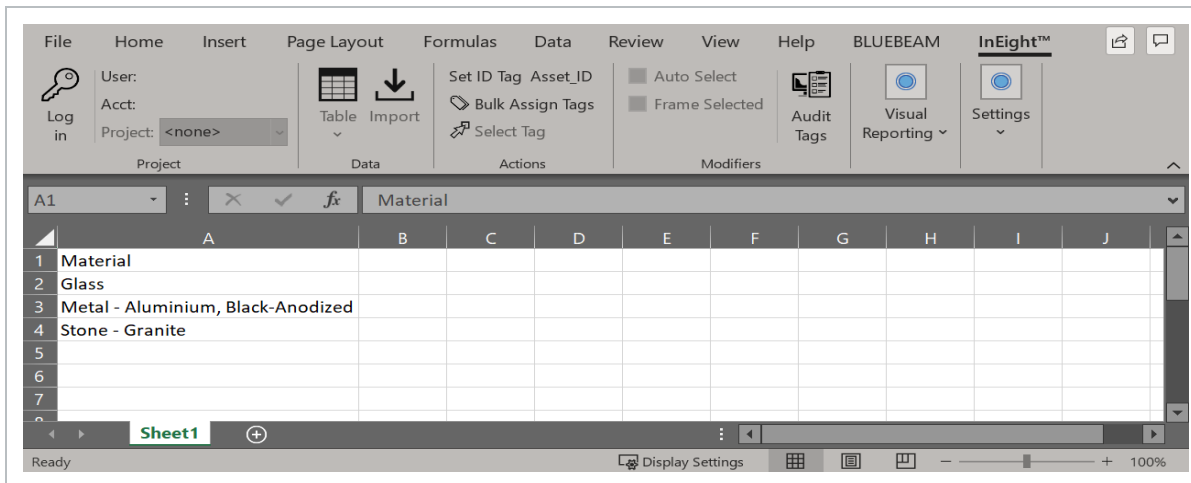 File Home Insert Page Layout Formulas Data Review View Help BLUEBEAM InEight™
Log in
User:
Acct:
Project: <none>
Project
Table Import
Data
Set ID Tag Asset_ID
Bulk Assign Tags
Select Tag
Actions
Auto Select
Frame Selected
Modifiers
Audit Tags
Visual Reporting
Settings
A1 fx Material
A B C D E F G H I J
1 Material
2 Glass
3 Metal - Aluminium, Black-Anodized
4 Stone - Granite
5
6
7
Sheet1
Ready Display Settings 100%